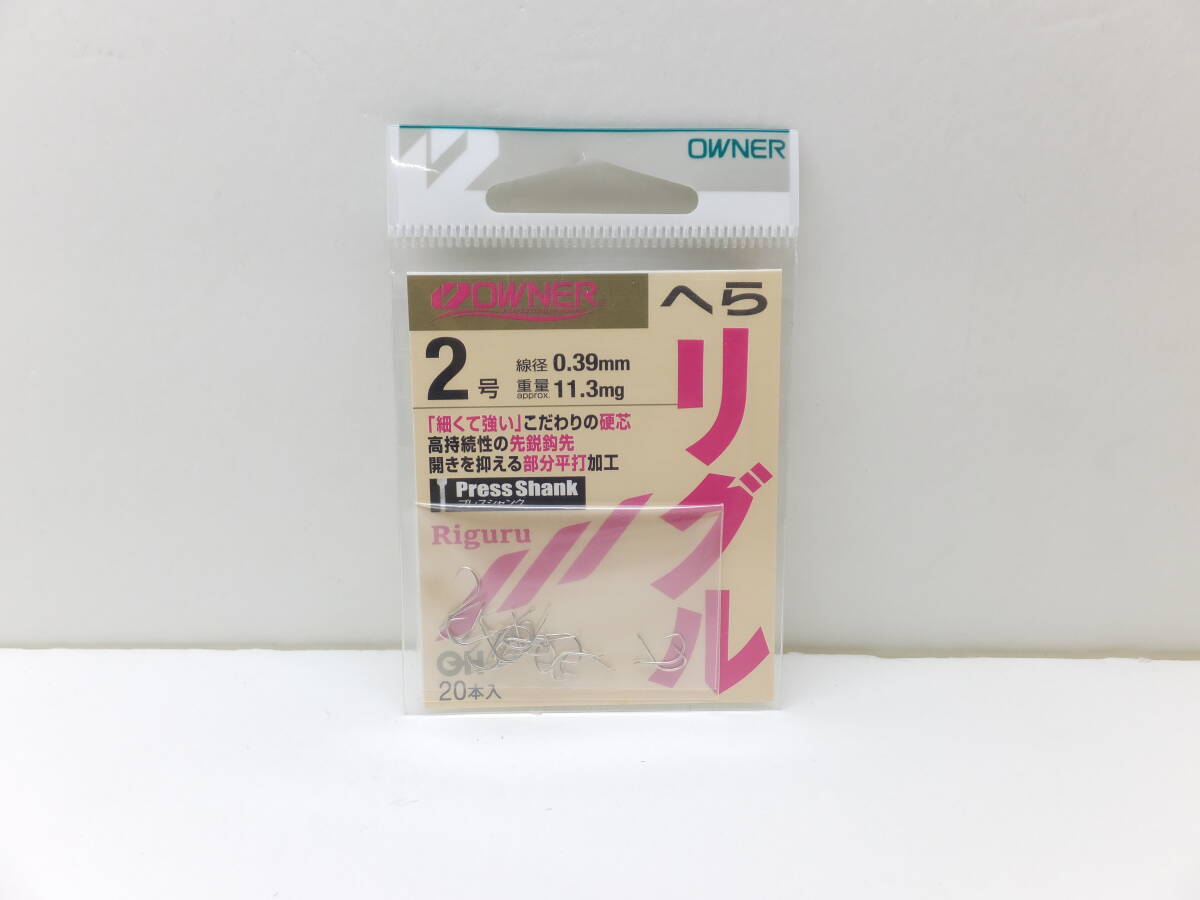 OWNER
OWNER
へら
リグル
2号
線径 0.39mm
重量 approx. 11.3mg
「細くて強い」こだわりの硬芯
高持続性の先鋭鈎先
開きを抑える部分平打加工
Press Shank
プレスシャンク
Riguru
OH
20本入